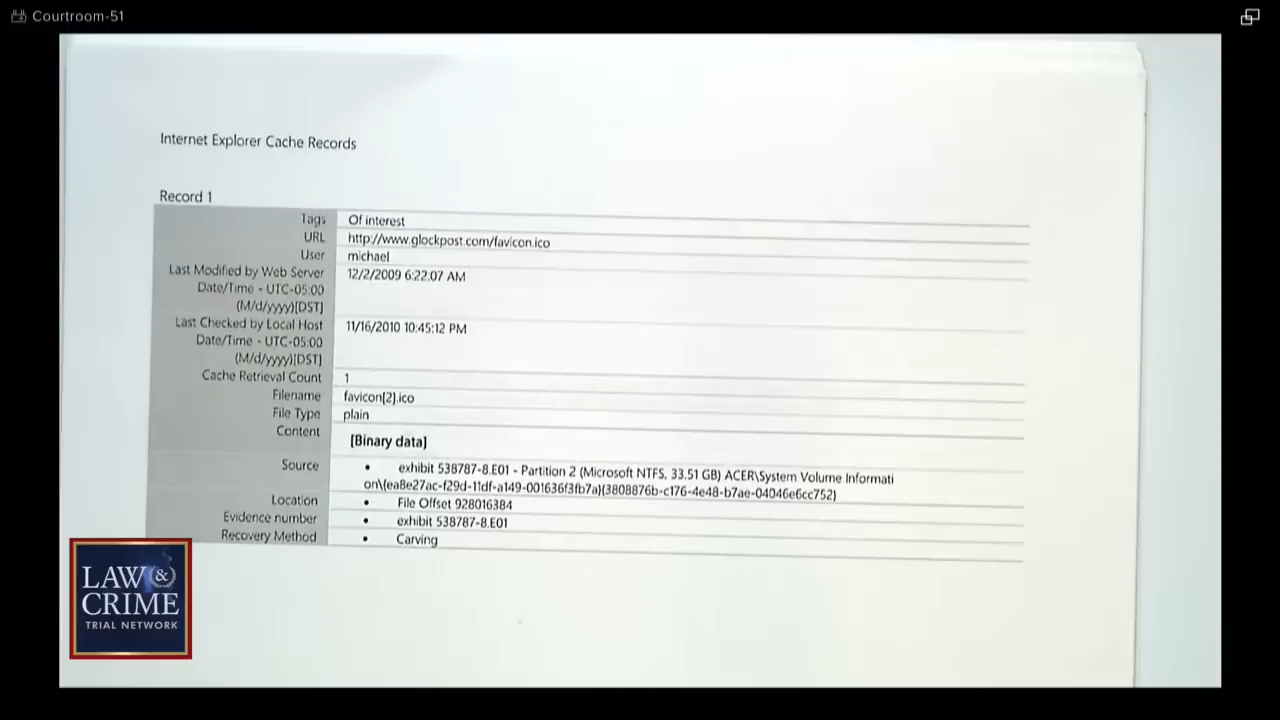 Courtroom-51
Internet Explorer Cache Records
Record 1
Tags Of interest
URL http://www.glockpost.com/favicon.ico
User michael
Last Modified by Web Server 12/2/2009 6:22:07 AM
Date/Time - UTC-05:00
(M/d/yyyy)[DST]
Last Checked by Local Host 11/16/2010 10:45:12 PM
Date/Time - UTC-05:00
(M/d/yyyy)[DST]
Cache Retrieval Count 1
Filename favicon[2].ico
File Type plain
Content [Binary data]
Source • exhibit 538787-8.E01 - Partition 2 (Microsoft NTFS, 33.51 GB) ACER\System Volume Informati
on\{ea8e27ac-f29d-11df-a149-001636f3fb7a}{3808876b-c176-4e48-b7ae-04046e6cc752}
Location • File Offset 928016384
Evidence number • exhibit 538787-8.E01
Recovery Method • Carving
LAW &
CRIME
TRIAL NETWORK